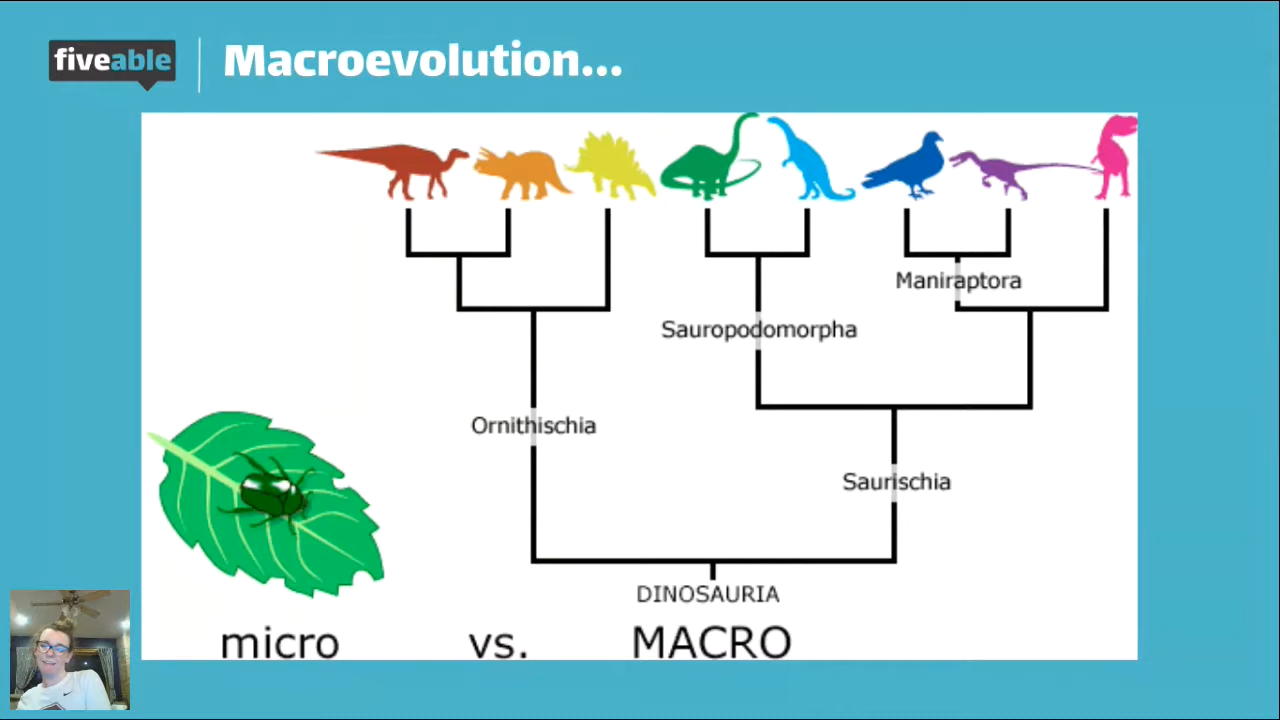 fiveable
Macroevolution...
Maniraptora
Sauropodomorpha
Ornithischia
Saurischia
DINOSAURIA
micro vs. MACRO